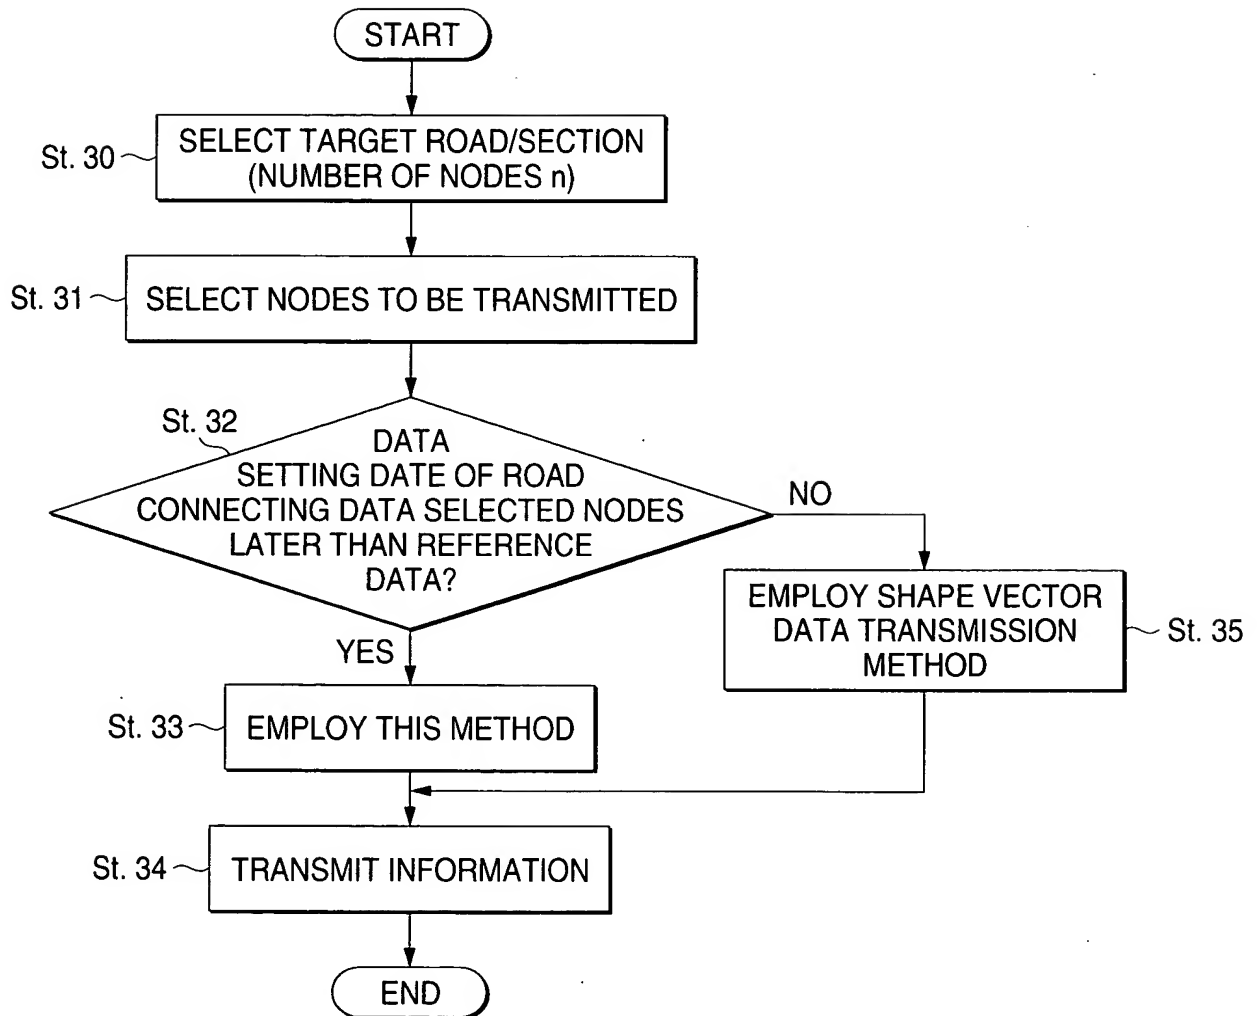 START
St. 30
SELECT TARGET ROAD/SECTION
(NUMBER OF NODES n)
St. 31
SELECT NODES TO BE TRANSMITTED
St. 32
DATA
SETTING DATE OF ROAD
CONNECTING DATA SELECTED NODES
LATER THAN REFERENCE
DATA?
NO
YES
EMPLOY SHAPE VECTOR
DATA TRANSMISSION
METHOD
St. 35
St. 33
EMPLOY THIS METHOD
St. 34
TRANSMIT INFORMATION
END